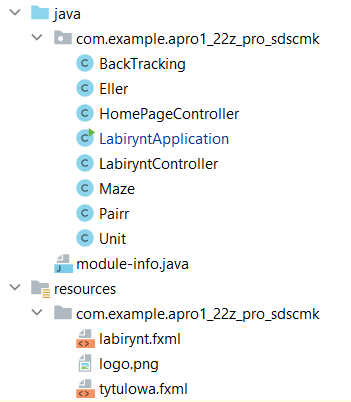 java
com.example.apro1_22z_pro_sdscmk
BackTracking
Eller
HomePageController
LabiryntApplication
LabiryntController
Maze
Pairr
Unit
module-info.java
resources
com.example.apro1_22z_pro_sdscmk
labirynt.fxml
logo.png
tytulowa.fxml